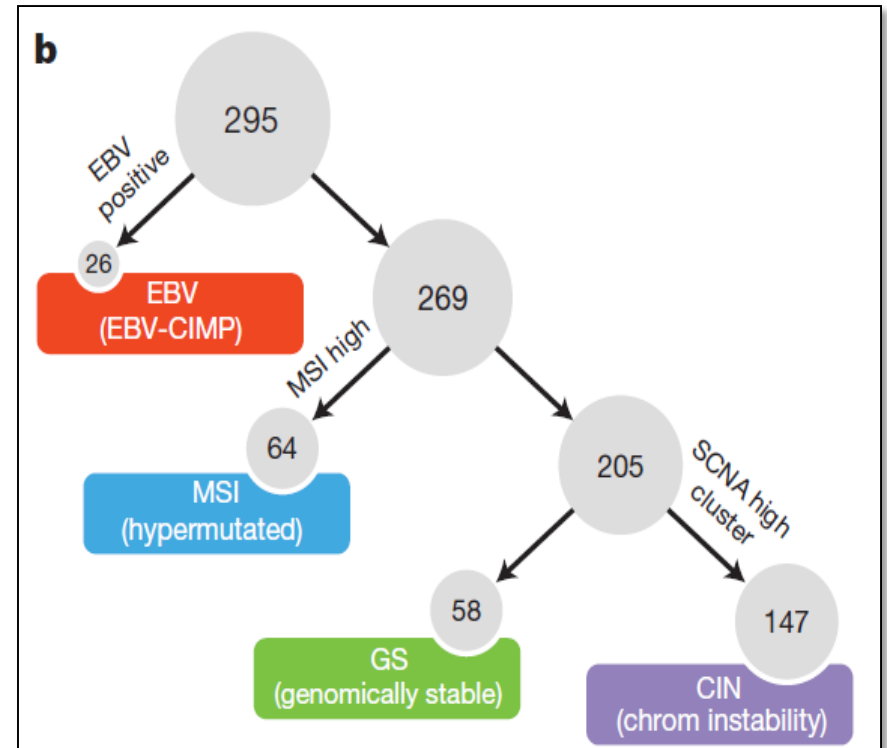 b
295
EBV
positive
26
EBV
(EBV-CIMP)
269
MSI high
64
MSI
(hypermutated)
205
SCNA high
cluster
58
GS
(genomically stable)
147
CIN
(chrom instability)